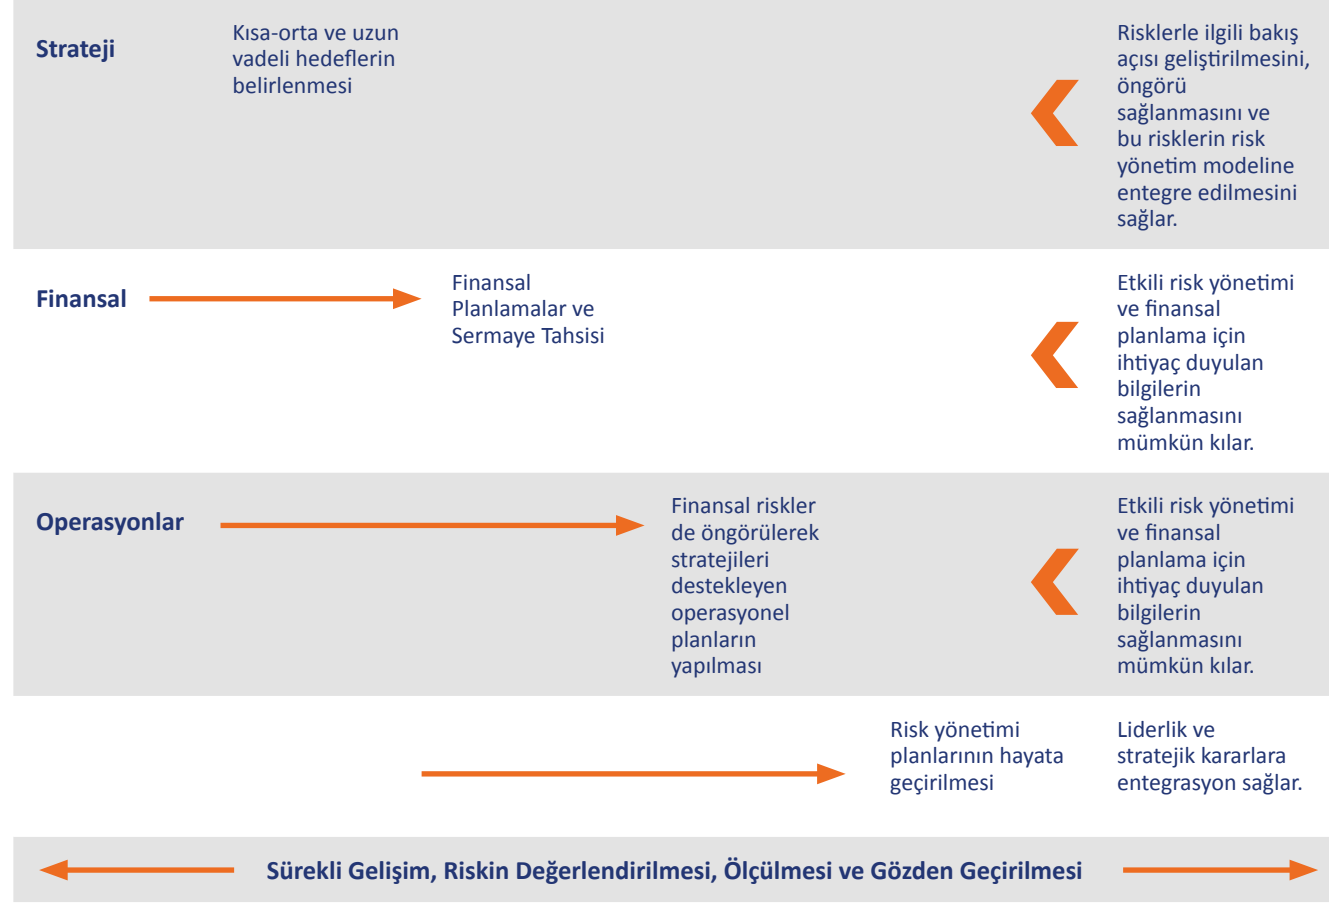 Strateji
Kısa-orta ve uzun
vadeli hedeflerin
belirlenmesi
Risklerle ilgili bakış
açısı geliştirilmesini,
öngörü
sağlanmasını ve
bu risklerin risk
yönetim modeline
entegre edilmesini
sağlar.
Finansal
Finansal
Planlamalar ve
Sermaye Tahsisi
Etkili risk yönetimi
ve finansal
planlama için
ihtiyaç duyulan
bilgilerin
sağlanmasını
mümkün kılar.
Operasyonlar
Finansal riskler
de öngörülerek
stratejileri
destekleyen
operasyonel
planların
yapılması
Etkili risk yönetimi
ve finansal
planlama için
ihtiyaç duyulan
bilgilerin
sağlanmasını
mümkün kılar.
Risk yönetimi
planlarının hayata
geçirilmesi
Liderlik ve
stratejik kararlara
entegrasyon sağlar.
Sürekli Gelişim, Riskin Değerlendirilmesi, Ölçülmesi ve Gözden Geçirilmesi